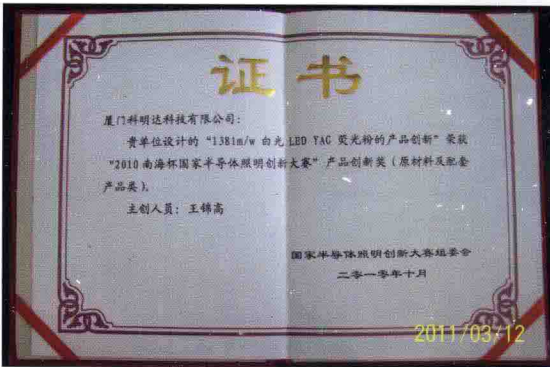 证书
厦门科明达科技有限公司：
贵单位设计的“138lm/w 白光 LED YAG 荧光粉的产品创新”荣获
“2010 南海杯国家半导体照明创新大赛”产品创新奖（原材料及配套
产品类）。
主创人员：王锦高
国家半导体照明创新大赛组委会
二零一零年十月
2011/03/12